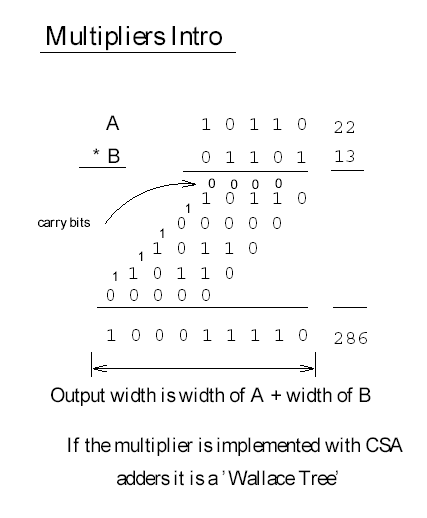 Multipliers Intro
A 1 0 1 1 0 22
* B 0 1 1 0 1 13
0 0 0 0
1 0 1 1 0
carry bits
1
0 0 0 0 0
1
1 0 1 1 0
1
1 0 1 1 0
1
0 0 0 0 0
1 0 0 0 1 1 1 1 0 286
Output width is width of A + width of B
If the multiplier is implemented with CSA
adders it is a 'Wallace Tree'